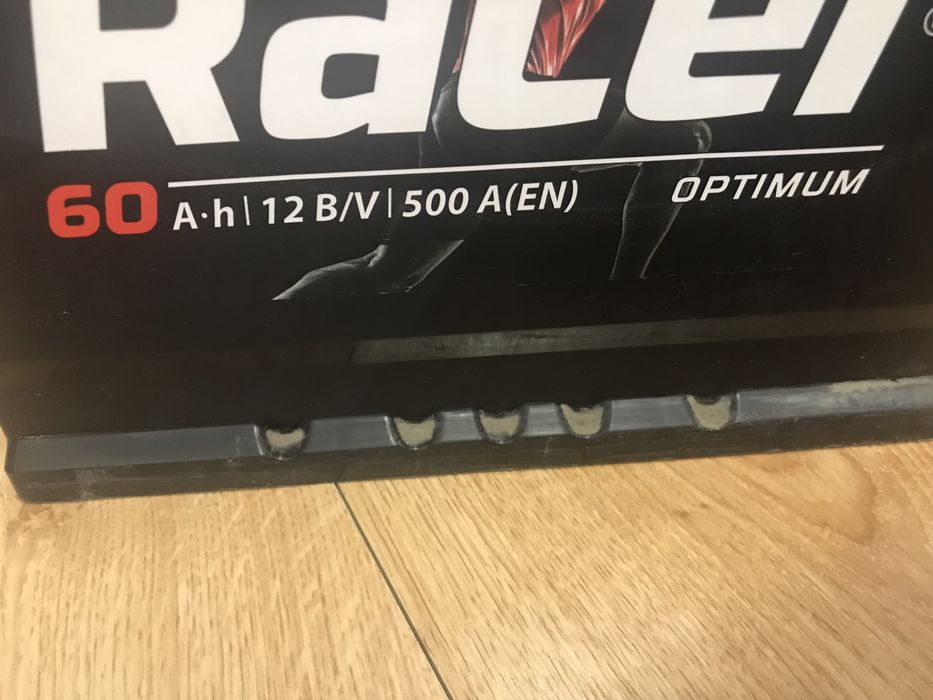 Racer
60 A·h | 12 B/V | 500 A(EN) OPTIMUM